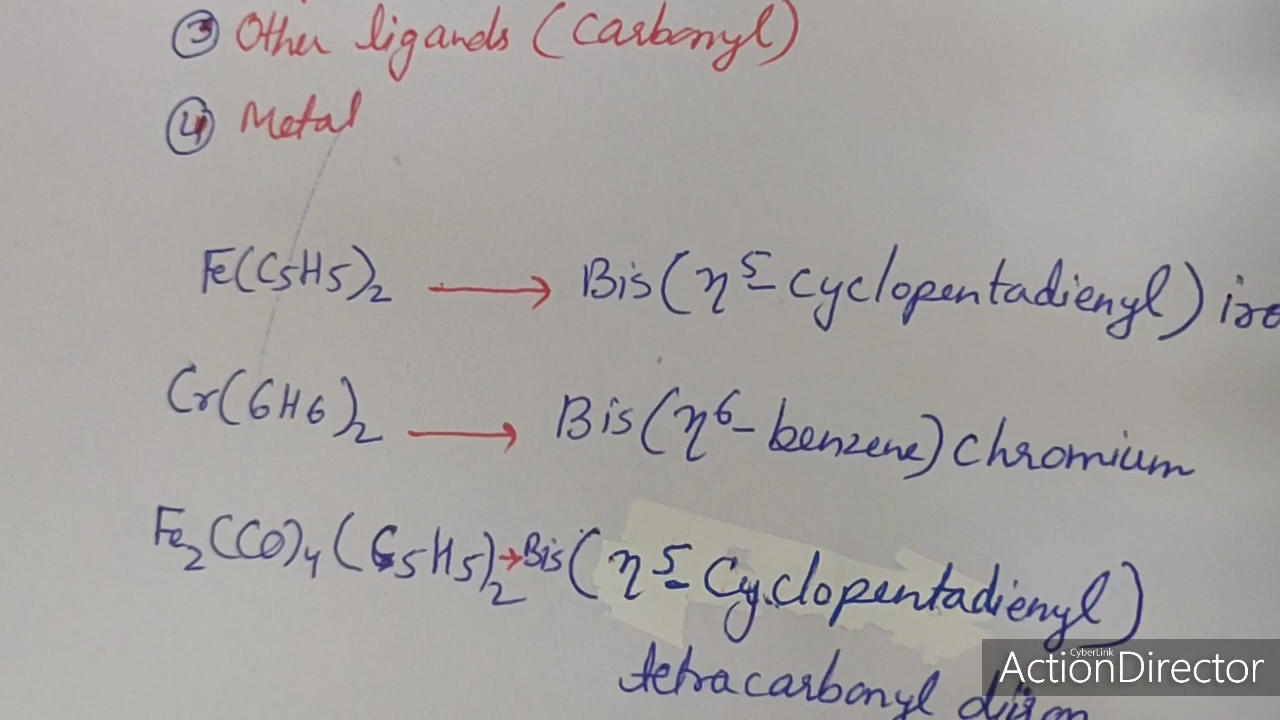 ③ Other ligands (Carbonyl)
④ Metal
Fe(C5H5)2 → Bis(η5-cyclopentadienyl)
Cr(6H6)2 → Bis(η6-benzene) Chromium
Fe2(CO)4(C5H5)2 → Bis(η5-Cyclopentadienyl)
tetracarbonyl diiron
CyberLink
ActionDirector